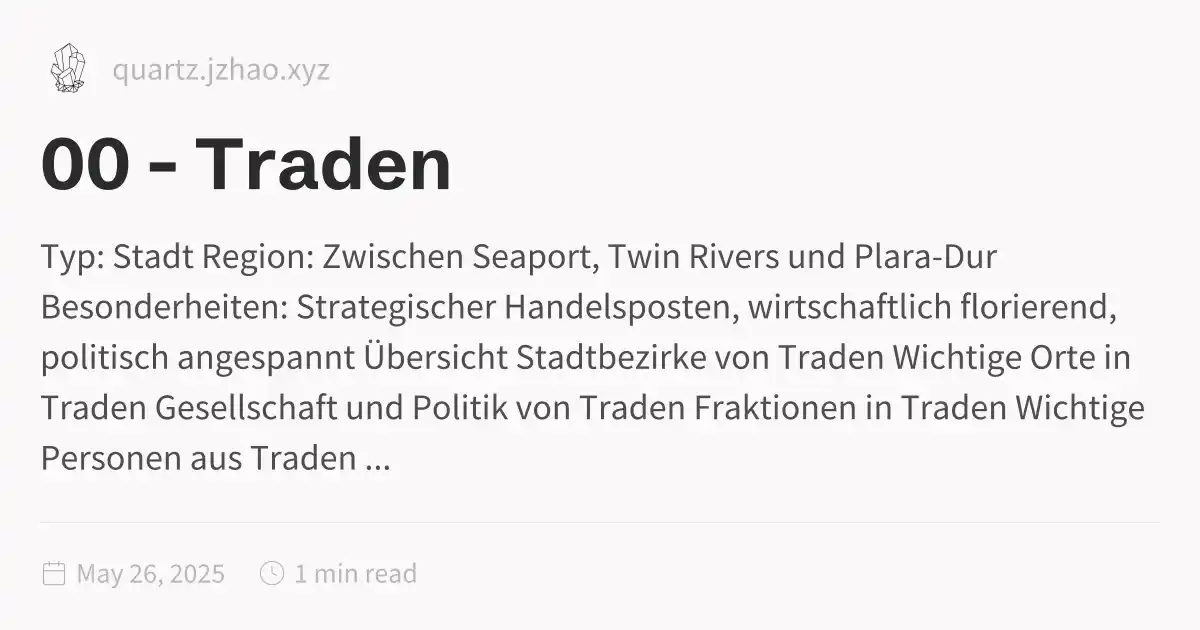 quartz.jzhao.xyz
00 - Traden
Typ: Stadt Region: Zwischen Seaport, Twin Rivers und Plara-Dur
Besonderheiten: Strategischer Handelsposten, wirtschaftlich florierend,
politisch angespannt Übersicht Stadtbezirke von Traden Wichtige Orte in
Traden Gesellschaft und Politik von Traden Fraktionen in Traden Wichtige
Personen aus Traden ...
May 26, 2025 1 min read